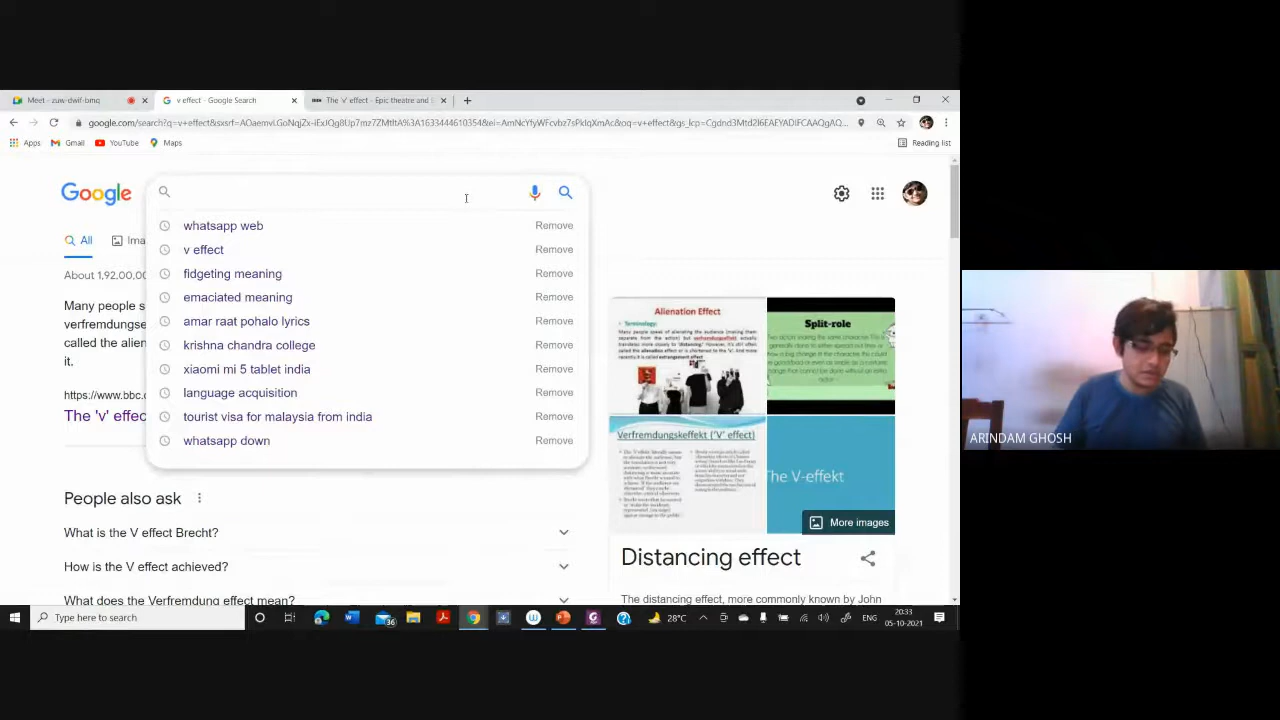 Meet - zuw-dwif-bmq
v effect - Google Search
The 'v' effect - Epic theatre and
Apps
Gmail
YouTube
Maps
Reading list
Google
whatsapp web Remove
v effect Remove
fidgeting meaning Remove
emaciated meaning Remove
amar raat pohalo lyrics Remove
rama chandra college Remove
xiaomi mi 5 tablet india Remove
language acquisition Remove
tourist visa for malaysia from india Remove
whatsapp down Remove
All
Ima
About 1,92,00,00
Many people s
verfremdungse
called the alien
it.
https://www.bbc.
The 'v' effec
People also ask
What is the V effect Brecht?
How is the V effect achieved?
What does the Verfremdung effect mean?
Alienation Effect
Terminology:
Split-role
Verfremdungskeffekt ('V' effect)
The V-effekt
More images
Distancing effect
The distancing effect, more commonly known by John
ARINDAM GHOSH
Type here to search
36
28°C
ENG
20:33
05-10-2021